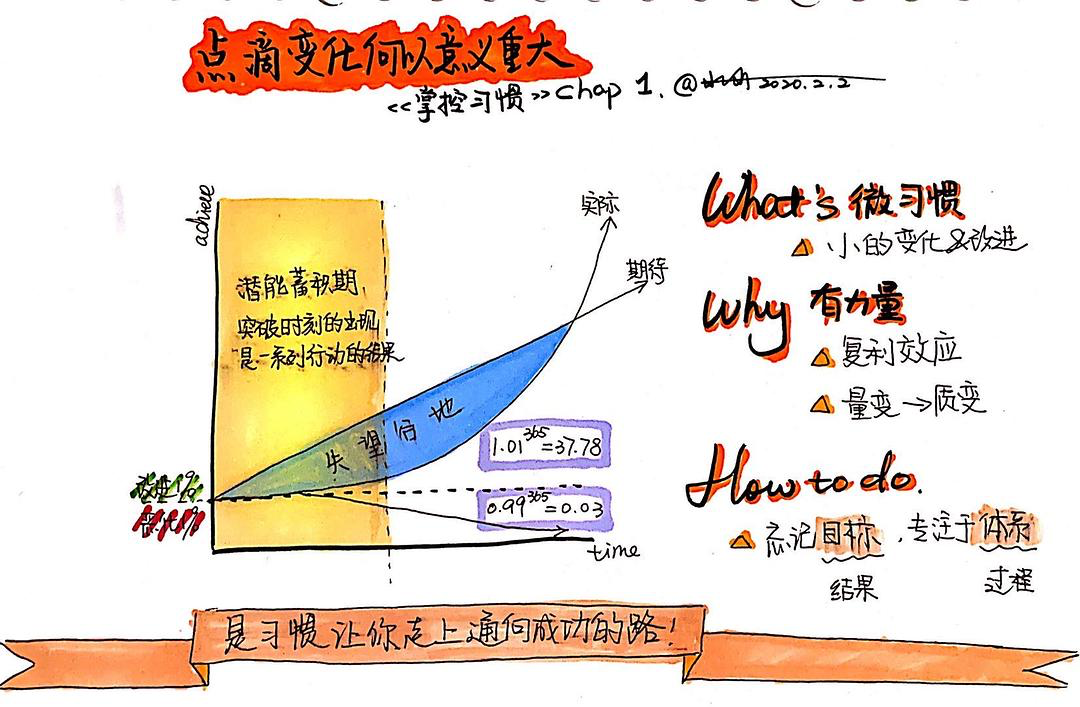 点滴变化何以意义重大
<<掌控习惯>> Chap 1. @ 2020.2.2
achieve
潜能蓄积期,
突破时刻的出现
是一系列行动的结果
实际
期待
失望谷地
1.01^365=37.78
0.99^365=0.03
改进1%
恶化1%
time
What's 微习惯
小的变化&改进
Why 有力量
复利效应
量变→质变
How to do.
忘记目标,专注于体系
结果 过程
是习惯让你走上通向成功的路!